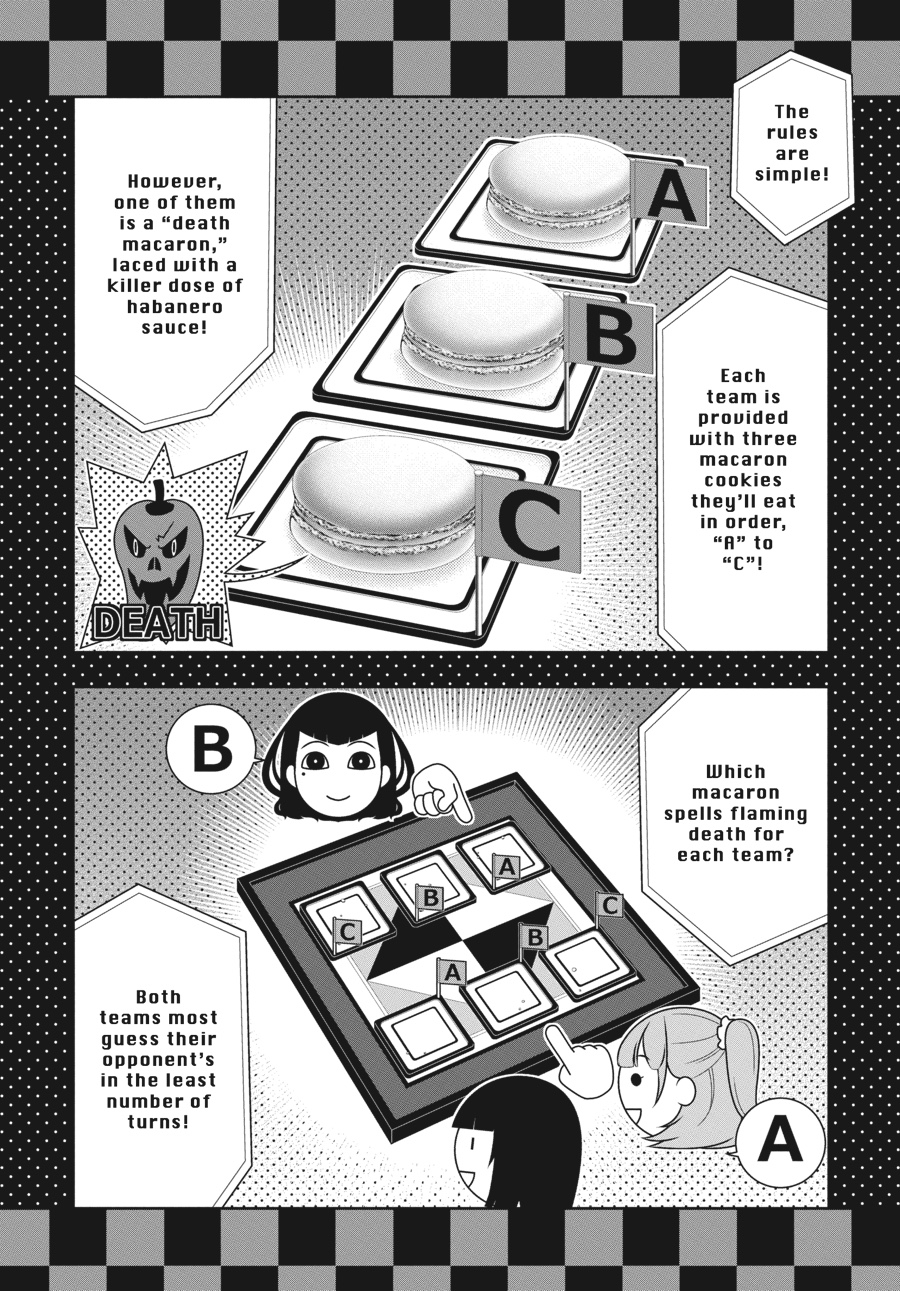 The
rules
are
simple!
Each
team is
provided
with three
macaron
cookies
they'll eat
in order,
"A" to
"C"!
A
B
C
However,
one of them
is a "death
macaron,"
laced with a
killer dose of
habanero
sauce!
DEATH
Which
macaron
spells flaming
death for
each team?
B
A
B
C
C
B
A
A
Both
teams most
guess their
opponent's
in the least
number of
turns!